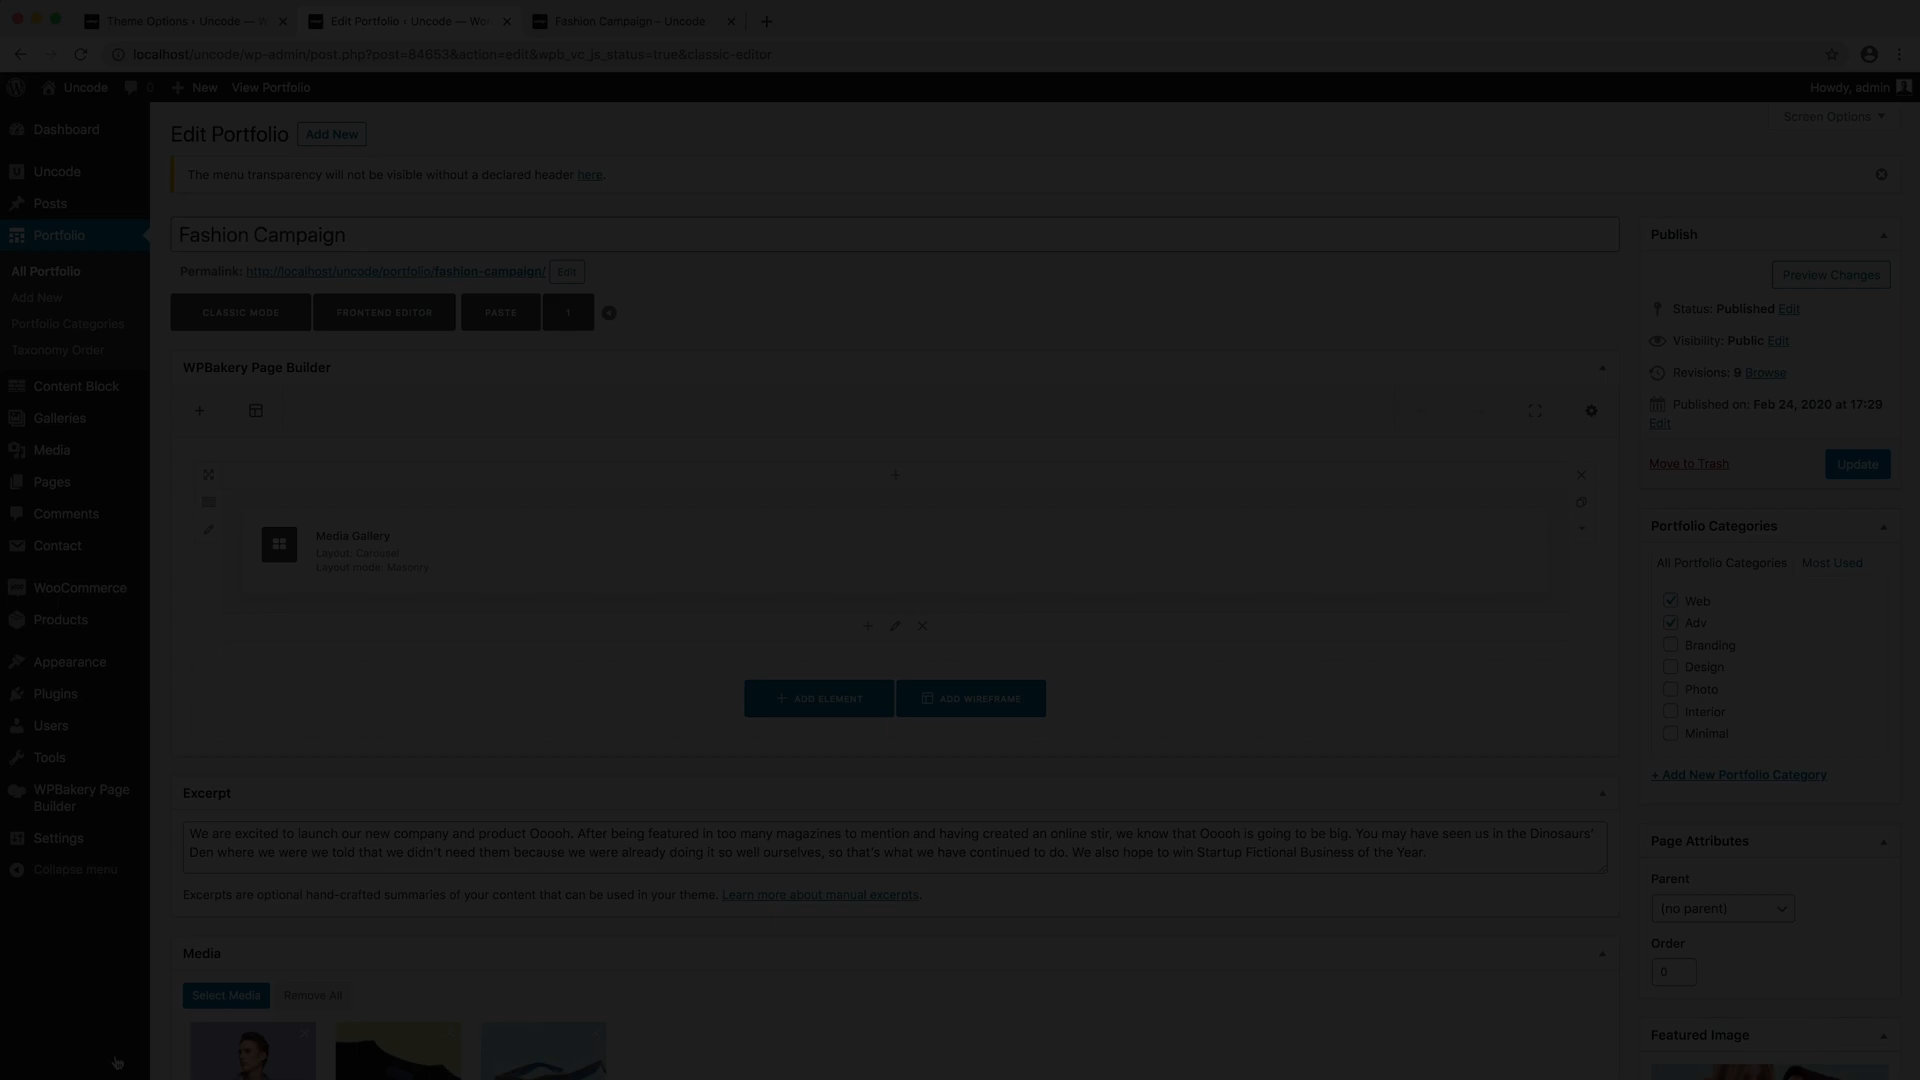 Theme Options ‹ Uncode — W
Edit Portfolio ‹ Uncode — Wor
Fashion Campaign – Uncode
localhost/uncode/wp-admin/post.php?post=84653&action=edit&wpb_vc_js_status=true&classic-editor
Uncode
0
New
View Portfolio
Howdy, admin
Dashboard
Uncode
Posts
Portfolio
All Portfolio
Add New
Portfolio Categories
Taxonomy Order
Content Block
Galleries
Media
Pages
Comments
Contact
WooCommerce
Products
Appearance
Plugins
Users
Tools
WPBakery Page
Builder
Settings
Collapse menu
Edit Portfolio
Add New
Screen Options
The menu transparency will not be visible without a declared header here.
Fashion Campaign
Permalink: http://localhost/uncode/portfolio/fashion-campaign/ Edit
CLASSIC MODE
FRONTEND EDITOR
PASTE
1
WPBakery Page Builder
Media Gallery
Layout: Carousel
Layout mode: Masonry
ADD ELEMENT
ADD WIREFRAME
Excerpt
We are excited to launch our new company and product Ooooh. After being featured in too many magazines to mention and having created an online stir, we know that Ooooh is going to be big. You may have seen us in the Dinosaurs'
Den where we were we told that we didn't need them because we were already doing it so well ourselves, so that's what we have continued to do. We also hope to win Startup Fictional Business of the Year.
Excerpts are optional hand-crafted summaries of your content that can be used in your theme. Learn more about manual excerpts.
Media
Select Media
Remove All
Publish
Preview Changes
Status: Published Edit
Visibility: Public Edit
Revisions: 9 Browse
Published on: Feb 24, 2020 at 17:29
Edit
Move to Trash
Update
Portfolio Categories
All Portfolio Categories
Most Used
Web
Adv
Branding
Design
Photo
Interior
Minimal
+ Add New Portfolio Category
Page Attributes
Parent
(no parent)
Order
0
Featured Image